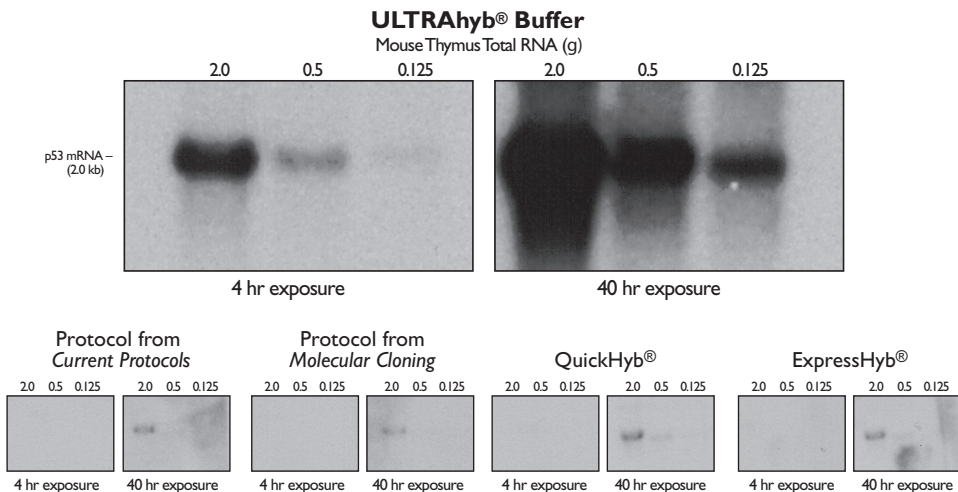 ULTRAhyb® Buffer
Mouse Thymus Total RNA (g)
2.0 0.5 0.125 2.0 0.5 0.125
p53 mRNA –
(2.0 kb)
4 hr exposure 40 hr exposure
Protocol from
Current Protocols
2.0 0.5 0.125 2.0 0.5 0.125
4 hr exposure 40 hr exposure
Protocol from
Molecular Cloning
2.0 0.5 0.125 2.0 0.5 0.125
4 hr exposure 40 hr exposure
QuickHyb®
2.0 0.5 0.125 2.0 0.5 0.125
4 hr exposure 40 hr exposure
ExpressHyb®
2.0 0.5 0.125 2.0 0.5 0.125
4 hr exposure 40 hr exposure